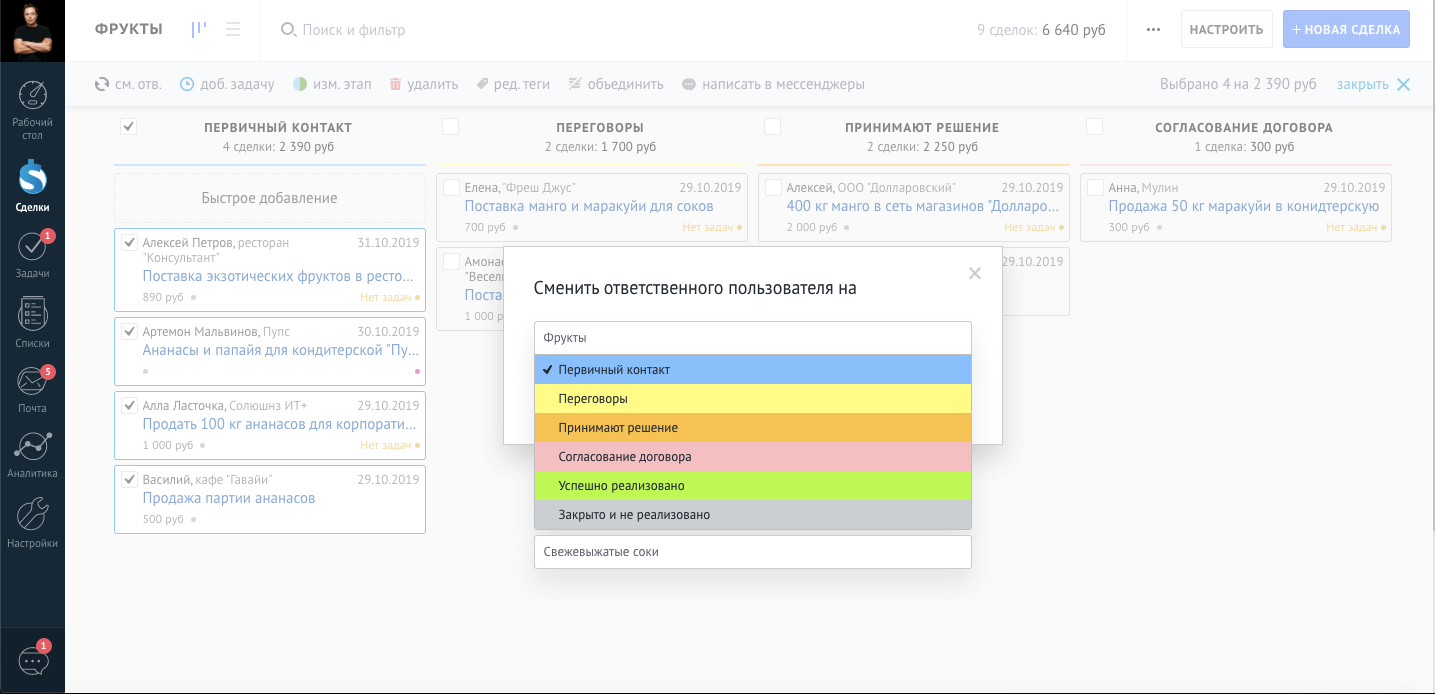 ФРУКТЫ
Поиск и фильтр
9 сделок: 6 640 руб
НАСТРОИТЬ
НОВАЯ СДЕЛКА
см. отв.
доб. задачу
изм. этап
удалить
ред. теги
объединить
написать в мессенджеры
Выбрано 4 на 2 390 руб
закрыть
Рабочий
стол
Сделки
1
Задачи
Списки
5
Почта
Аналитика
Настройки
1
ПЕРВИЧНЫЙ КОНТАКТ
4 сделки: 2 390 руб
Быстрое добавление
Алексей Петров, ресторан
"Консультант"
31.10.2019
Поставка экзотических фруктов в ресто...
890 руб
Нет задач
Артемон Мальвинов, Пупс
30.10.2019
Ананасы и папайя для кондитерской "Пу...
Алла Ласточка, Солюшнз ИТ+
29.10.2019
Продать 100 кг ананасов для корпорати...
1 000 руб
Нет задач
Василий, кафе "Гавайи"
29.10.2019
Продажа партии ананасов
500 руб
ПЕРЕГОВОРЫ
2 сделки: 1 700 руб
Елена, "Фреш Джус"
29.10.2019
Поставка манго и маракуйи для соков
700 руб
Нет задач
1 000
ПРИНИМАЮТ РЕШЕНИЕ
2 сделки: 2 250 руб
Алексей, ООО "Долларовский"
29.10.2019
400 кг манго в сеть магазинов "Долларо...
2 000 руб
Нет задач
29.10.2019
СОГЛАСОВАНИЕ ДОГОВОРА
1 сделка: 300 руб
Анна, Мулин
29.10.2019
Продажа 50 кг маракуйи в конидтерскую
300 руб
Нет задач
Сменить ответственного пользователя на
Фрукты
Первичный контакт
Переговоры
Принимают решение
Согласование договора
Успешно реализовано
Закрыто и не реализовано
Свежевыжатые соки